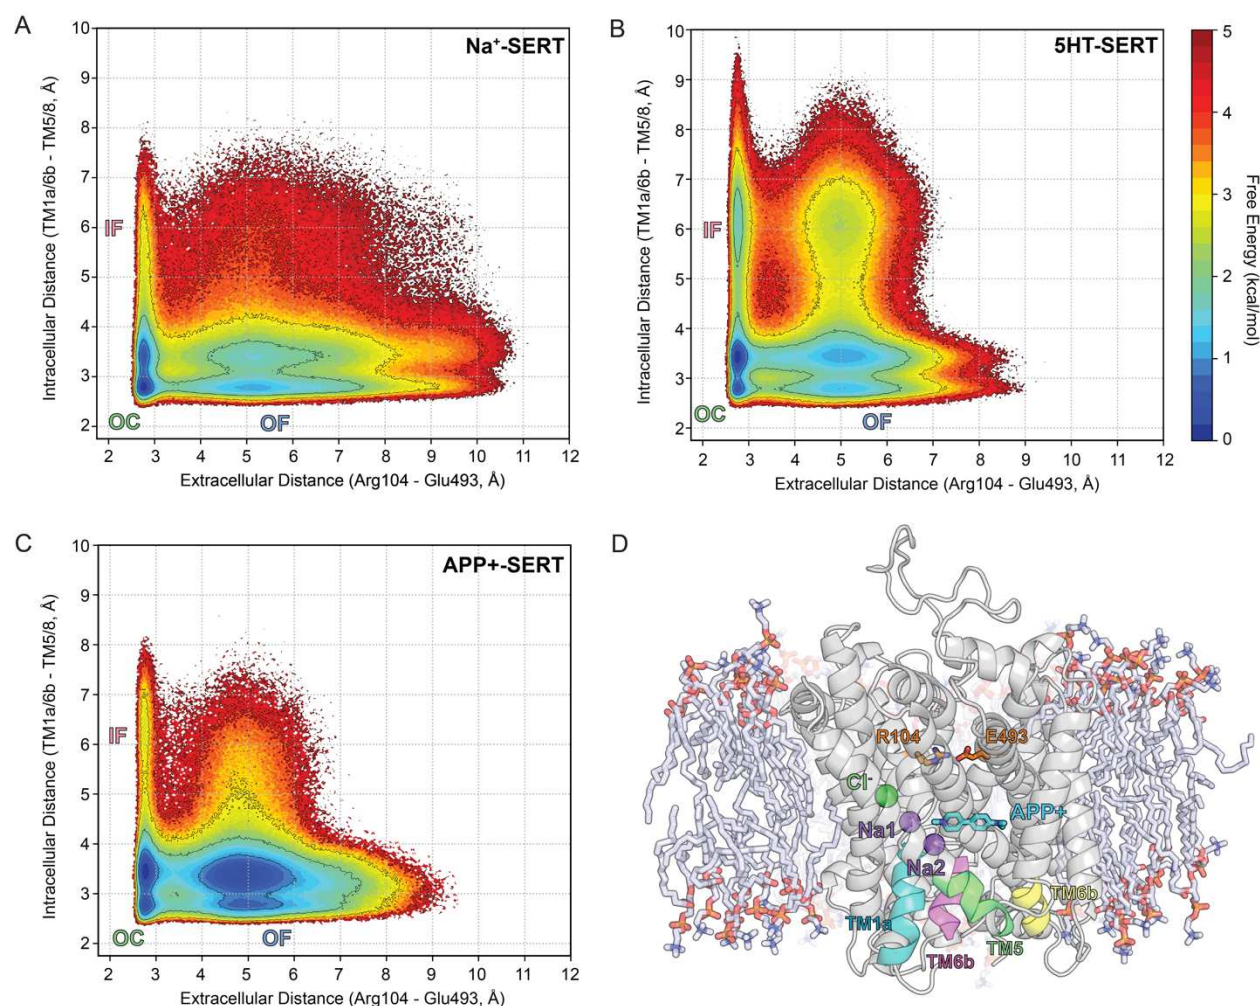 A
Na⁺-SERT
10
9
8
7
6
5
4
3
2
IF
OC
OF
Intracellular Distance (TM1a/6b - TM5/8, Å)
2 3 4 5 6 7 8 9 10 11 12
Extracellular Distance (Arg104 - Glu493, Å)
B
5HT-SERT
10
9
8
7
6
5
4
3
2
IF
OC
OF
Intracellular Distance (TM1a/6b - TM5/8, Å)
2 3 4 5 6 7 8 9 10 11 12
Extracellular Distance (Arg104 - Glu493, Å)
5
4
3
2
1
0
Free Energy (kcal/mol)
C
APP+-SERT
10
9
8
7
6
5
4
3
2
IF
OC
OF
Intracellular Distance (TM1a/6b - TM5/8, Å)
2 3 4 5 6 7 8 9 10 11 12
Extracellular Distance (Arg104 - Glu493, Å)
D
R104
E493
Cl⁻
Na1
APP+
Na2
TM6b
TM1a
TM5
TM6b